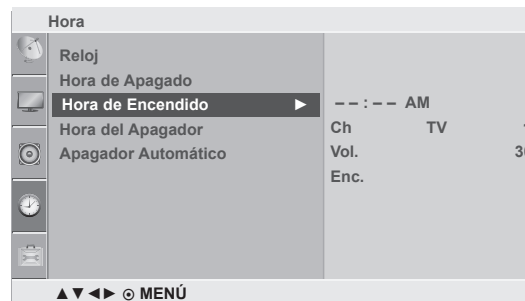 Hora
Reloj
Hora de Apagado
Hora de Encendido ►
Hora del Apagador
Apagador Automático
– – : – – AM
Ch TV
Vol. 30
Enc.
▲▼◄► ⊙ MENÚ